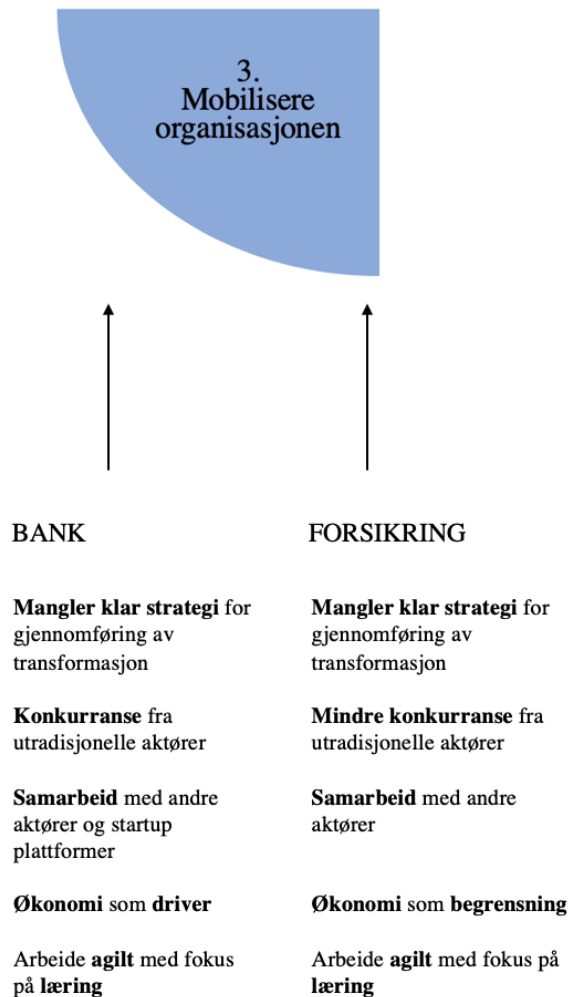 3.
Mobilisere
organisasjonen
BANK
Mangler klar strategi for
gjennomføring av
transformasjon
Konkurranse fra
utradisjonelle aktører
Samarbeid med andre
aktører og startup
plattformer
Økonomi som driver
Arbeide agilt med fokus
på læring
FORSIKRING
Mangler klar strategi for
gjennomføring av
transformasjon
Mindre konkurranse fra
utradisjonelle aktører
Samarbeid med andre
aktører
Økonomi som begrensning
Arbeide agilt med fokus på
læring